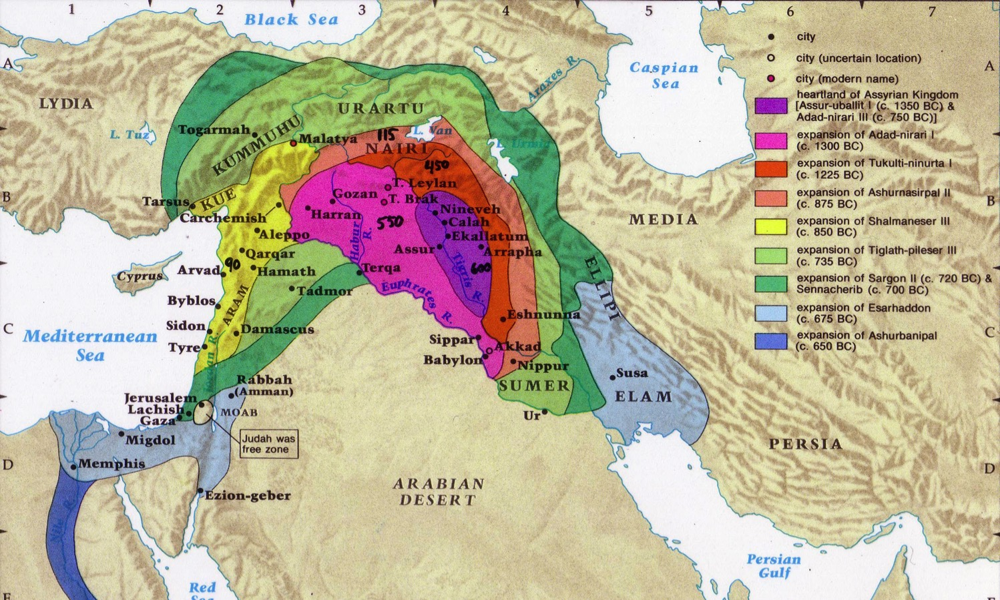 1 2 3 4 5 6 7
Black Sea
Caspian
Sea
Araxes R.
A
A
LYDIA
URARTU
L. Tuz
Togarmah
KUMMUHU
Malatya
115
L. Van
NAIRI
L. Urmia
450
T. Leylan
Gozan
T. Brak
B
B
Tarsus
KUE
Carchemish
Harran
550
Nineveh
Calah
MEDIA
Aleppo
Habur
R.
Ekallatum
Qarqar
Assur
Arrapha
Arvad
90
Hamath
Terqa
Tigris R.
600
ELLIPI
Tadmor
Euphrates R.
Byblos
ARAM
Eshnunna
Sidon
Damascus
C
C
Mediterranean
Sea
Tyre
Jordan R.
Sippar
Akkad
Babylon
Nippur
Rabbah
(Amman)
SUMER
Susa
ELAM
Jerusalem
Lachish
Gaza
MOAB
Ur
Judah was
free zone
Migdol
PERSIA
D
D
Memphis
ARABIAN
DESERT
Ezion-geber
Nile R.
Persian
Gulf
Red
Sea
E
E
Cyprus
city
city (uncertain location)
city (modern name)
heartland of Assyrian Kingdom
[Assur-uballit I (c. 1350 BC) &
Adad-nirari III (c. 750 BC)]
expansion of Adad-nirari I
(c. 1300 BC)
expansion of Tukulti-ninurta I
(c. 1225 BC)
expansion of Ashurnasirpal II
(c. 875 BC)
expansion of Shalmaneser III
(c. 850 BC)
expansion of Tiglath-pileser III
(c. 735 BC)
expansion of Sargon II (c. 720 BC) &
Sennacherib (c. 700 BC)
expansion of Esarhaddon
(c. 675 BC)
expansion of Ashurbanipal
(c. 650 BC)